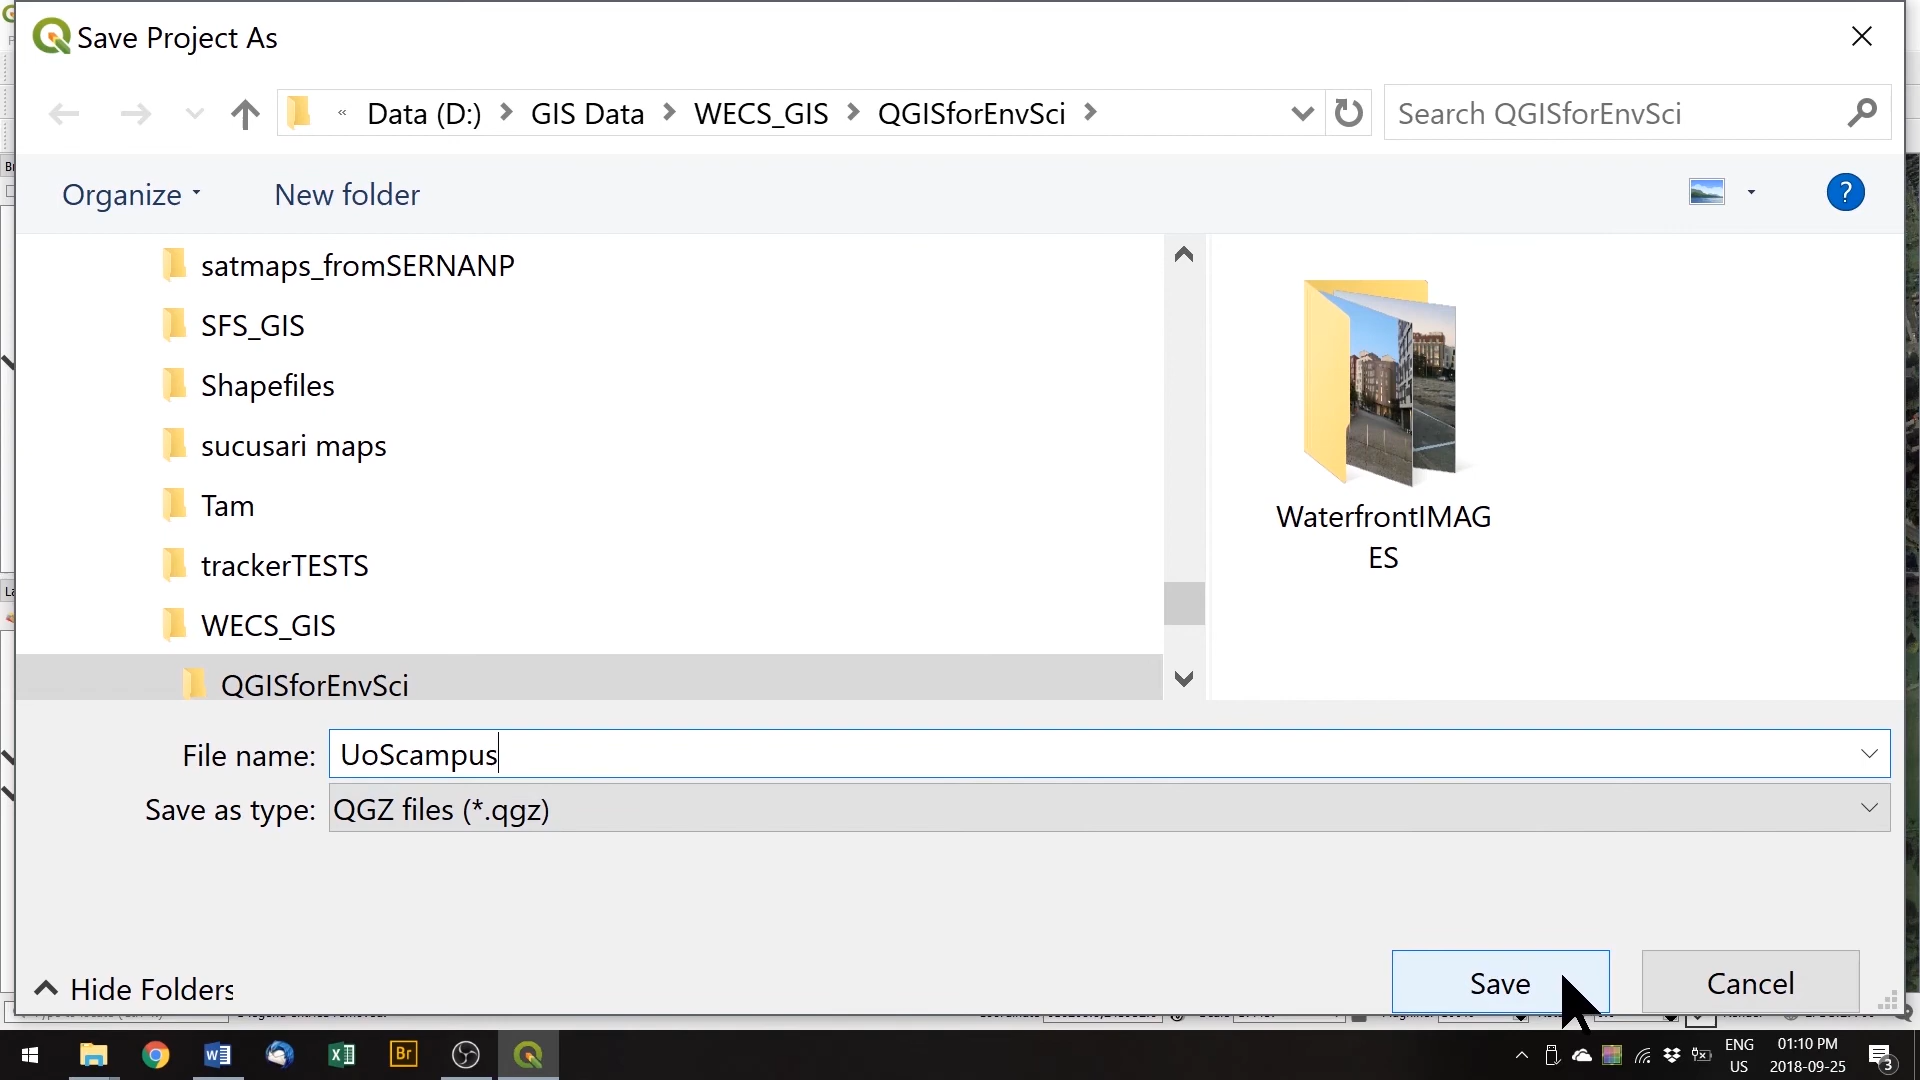 Save Project As
« Data (D:) > GIS Data > WECS_GIS > QGISforEnvSci >
Search QGISforEnvSci
Organize
New folder
?
satmaps_fromSERNANP
SFS_GIS
Shapefiles
sucusari maps
Tam
trackerTESTS
WECS_GIS
QGISforEnvSci
WaterfrontIMAG
ES
File name: UoScampus
Save as type: QGZ files (*.qgz)
Hide Folders
Save
Cancel
Br
ENG
US
01:10 PM
2018-09-25
3